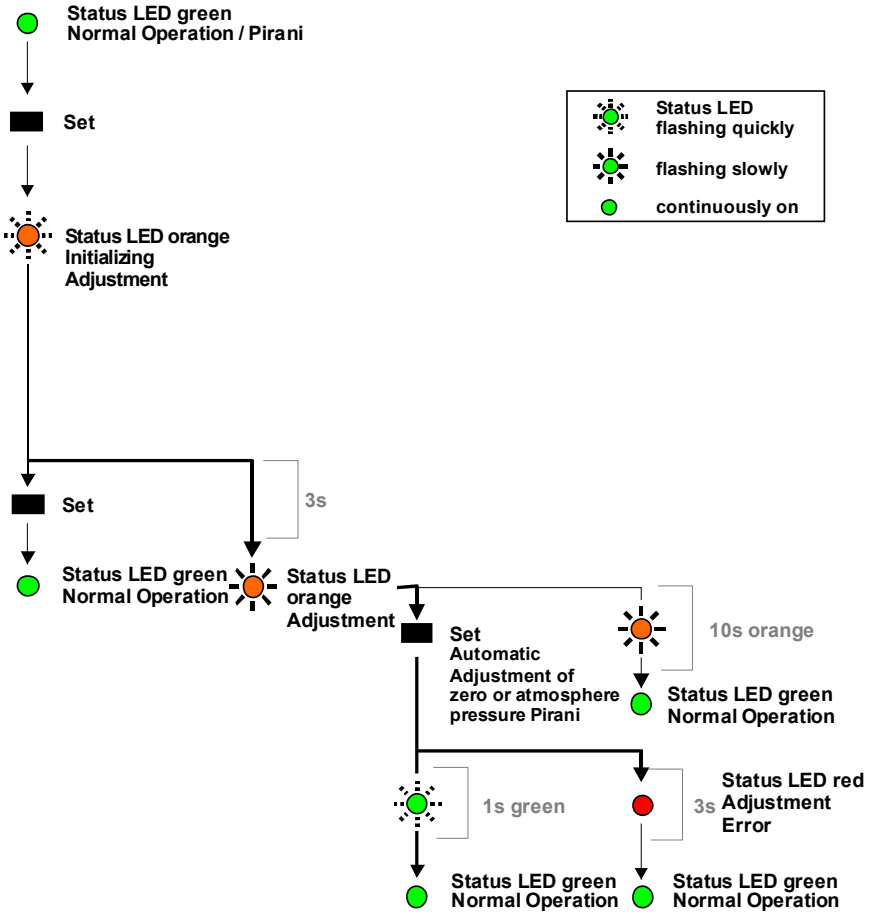 Status LED green
Normal Operation / Pirani
Set
Status LED
flashing quickly
flashing slowly
continuously on
Status LED orange
Initializing
Adjustment
Set
3s
Status LED green
Normal Operation
Status LED
orange
Adjustment
Set
Automatic
Adjustment of
zero or atmosphere
pressure Pirani
10s orange
Status LED green
Normal Operation
1s green
3s
Status LED red
Adjustment
Error
Status LED green
Normal Operation
Status LED green
Normal Operation